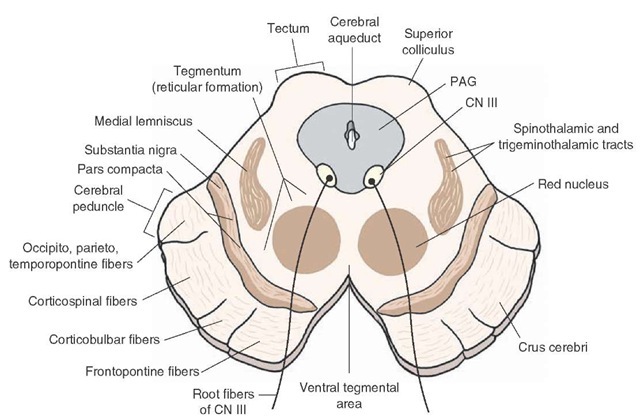 Tectum
Cerebral
aqueduct
Superior
colliculus
Tegmentum
(reticular formation)
PAG
CN III
Medial lemniscus
Spinothalamic and
trigeminothalamic tracts
Substantia nigra
Pars compacta
Cerebral
peduncle
Red nucleus
Occipito, parieto,
temporopontine fibers
Corticospinal fibers
Corticobulbar fibers
Crus cerebri
Frontopontine fibers
Root fibers
of CN III
Ventral tegmental
area